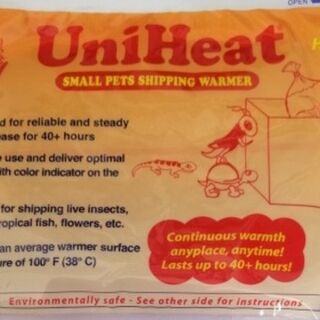 OPEN
UniHeat
H
SMALL PETS SHIPPING WARMER
d for reliable and steady
ease for 40+ hours
use and deliver optimal
ith color indicator on the
for shipping live insects,
ropical fish, flowers, etc.
an average warmer surface
ure of 100° F (38° C)
Continuous warmth
anyplace, anytime!
Lasts up to 40+ hours!
Environmentally safe - See other side for instructions